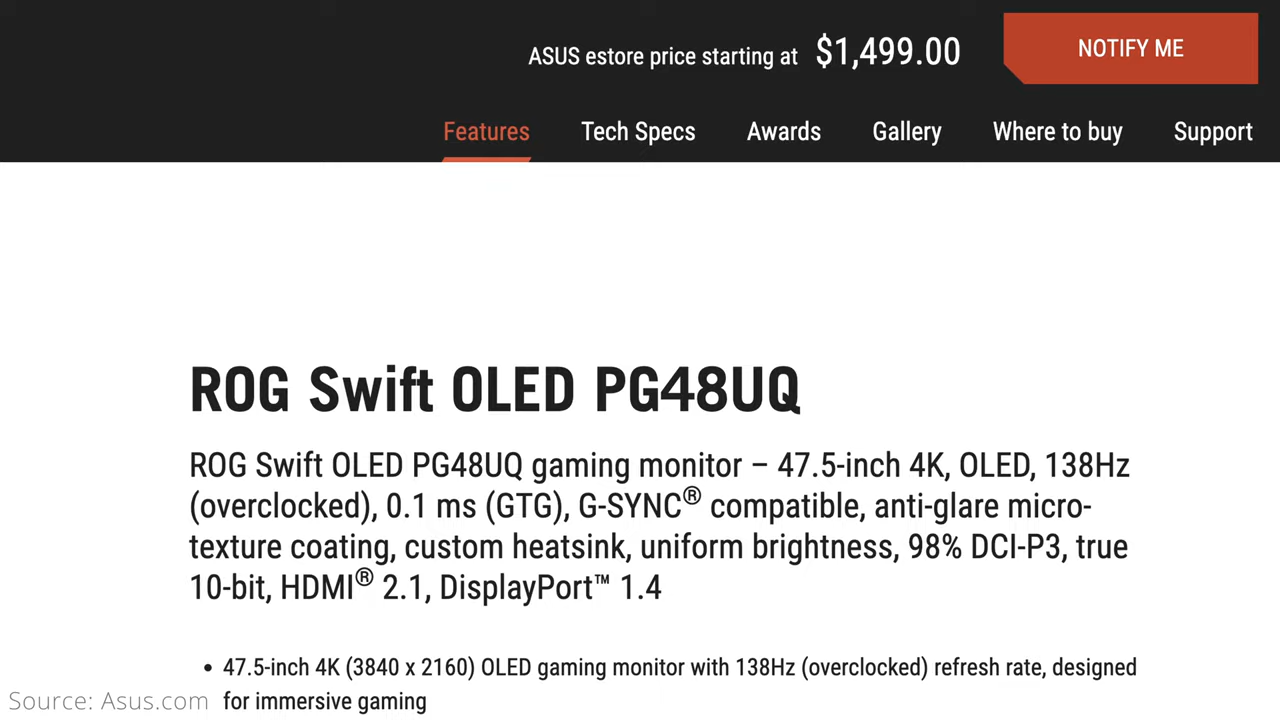 ASUS estore price starting at $1,499.00 NOTIFY ME
Features Tech Specs Awards Gallery Where to buy Support
ROG Swift OLED PG48UQ
ROG Swift OLED PG48UQ gaming monitor – 47.5-inch 4K, OLED, 138Hz
(overclocked), 0.1 ms (GTG), G-SYNC® compatible, anti-glare micro-
texture coating, custom heatsink, uniform brightness, 98% DCI-P3, true
10-bit, HDMI® 2.1, DisplayPort™ 1.4
• 47.5-inch 4K (3840 x 2160) OLED gaming monitor with 138Hz (overclocked) refresh rate, designed
for immersive gaming
Source: Asus.com